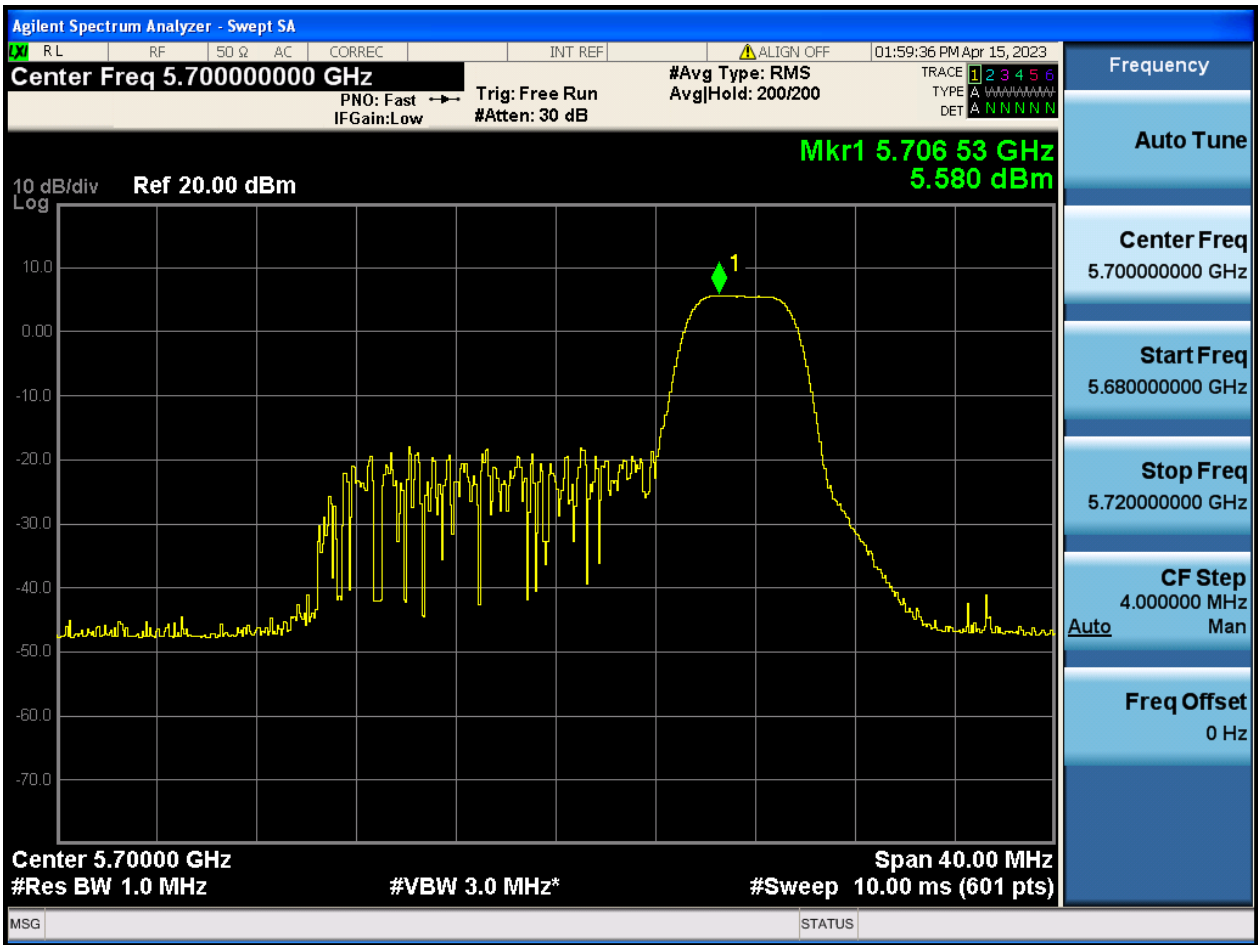 Agilent Spectrum Analyzer - Swept SA
LXI RL RF 50 Ω AC CORREC INT REF ALIGN OFF 01:59:36 PM Apr 15, 2023
Center Freq 5.700000000 GHz
PNO: Fast
IFGain:Low
Trig: Free Run
#Atten: 30 dB
#Avg Type: RMS
Avg|Hold: 200/200
TRACE 1 2 3 4 5 6
TYPE A WWWWWW
DET A N N N N N
Mkr1 5.706 53 GHz
5.580 dBm
10 dB/div Ref 20.00 dBm
Log
1
10.0
0.00
-10.0
-20.0
-30.0
-40.0
-50.0
-60.0
-70.0
Center 5.70000 GHz Span 40.00 MHz
#Res BW 1.0 MHz #VBW 3.0 MHz* #Sweep 10.00 ms (601 pts)
MSG STATUS
Frequency
Auto Tune
Center Freq
5.700000000 GHz
Start Freq
5.680000000 GHz
Stop Freq
5.720000000 GHz
CF Step
4.000000 MHz
Auto Man
Freq Offset
0 Hz